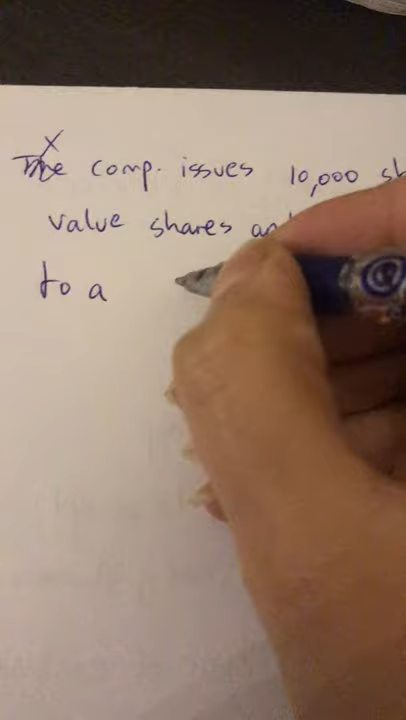 X
The comp. issues 10,000
value shares
to a